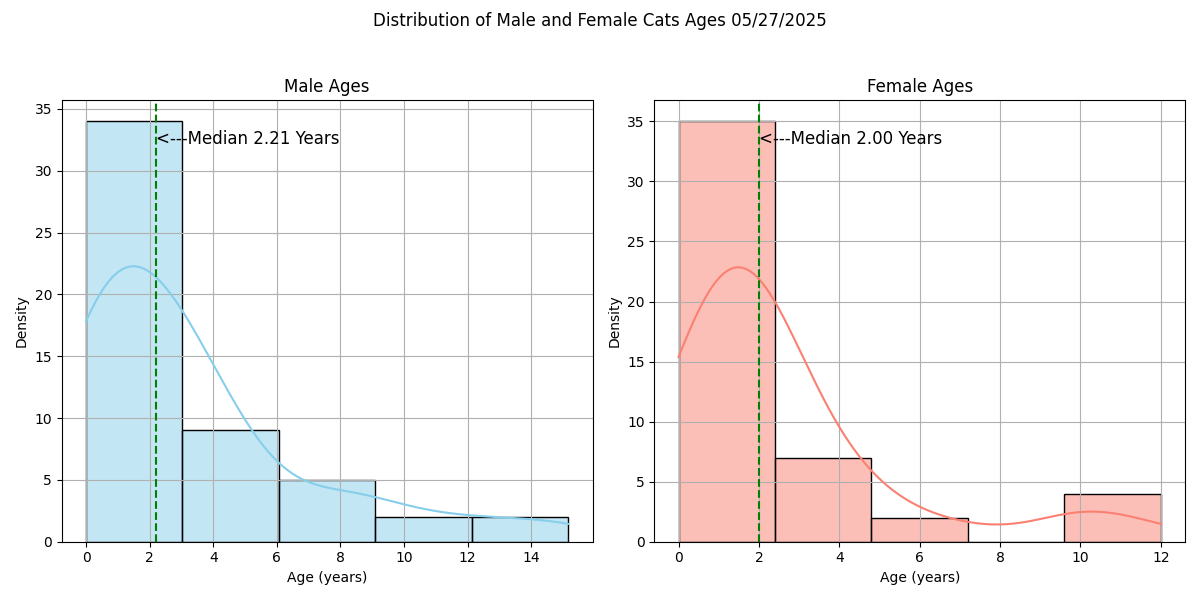 Distribution of Male and Female Cats Ages 05/27/2025
Male Ages
35
30
25
20
15
10
5
0
Density
<---Median 2.21 Years
0 2 4 6 8 10 12 14
Age (years)
Female Ages
35
30
25
20
15
10
5
0
Density
<---Median 2.00 Years
0 2 4 6 8 10 12
Age (years)